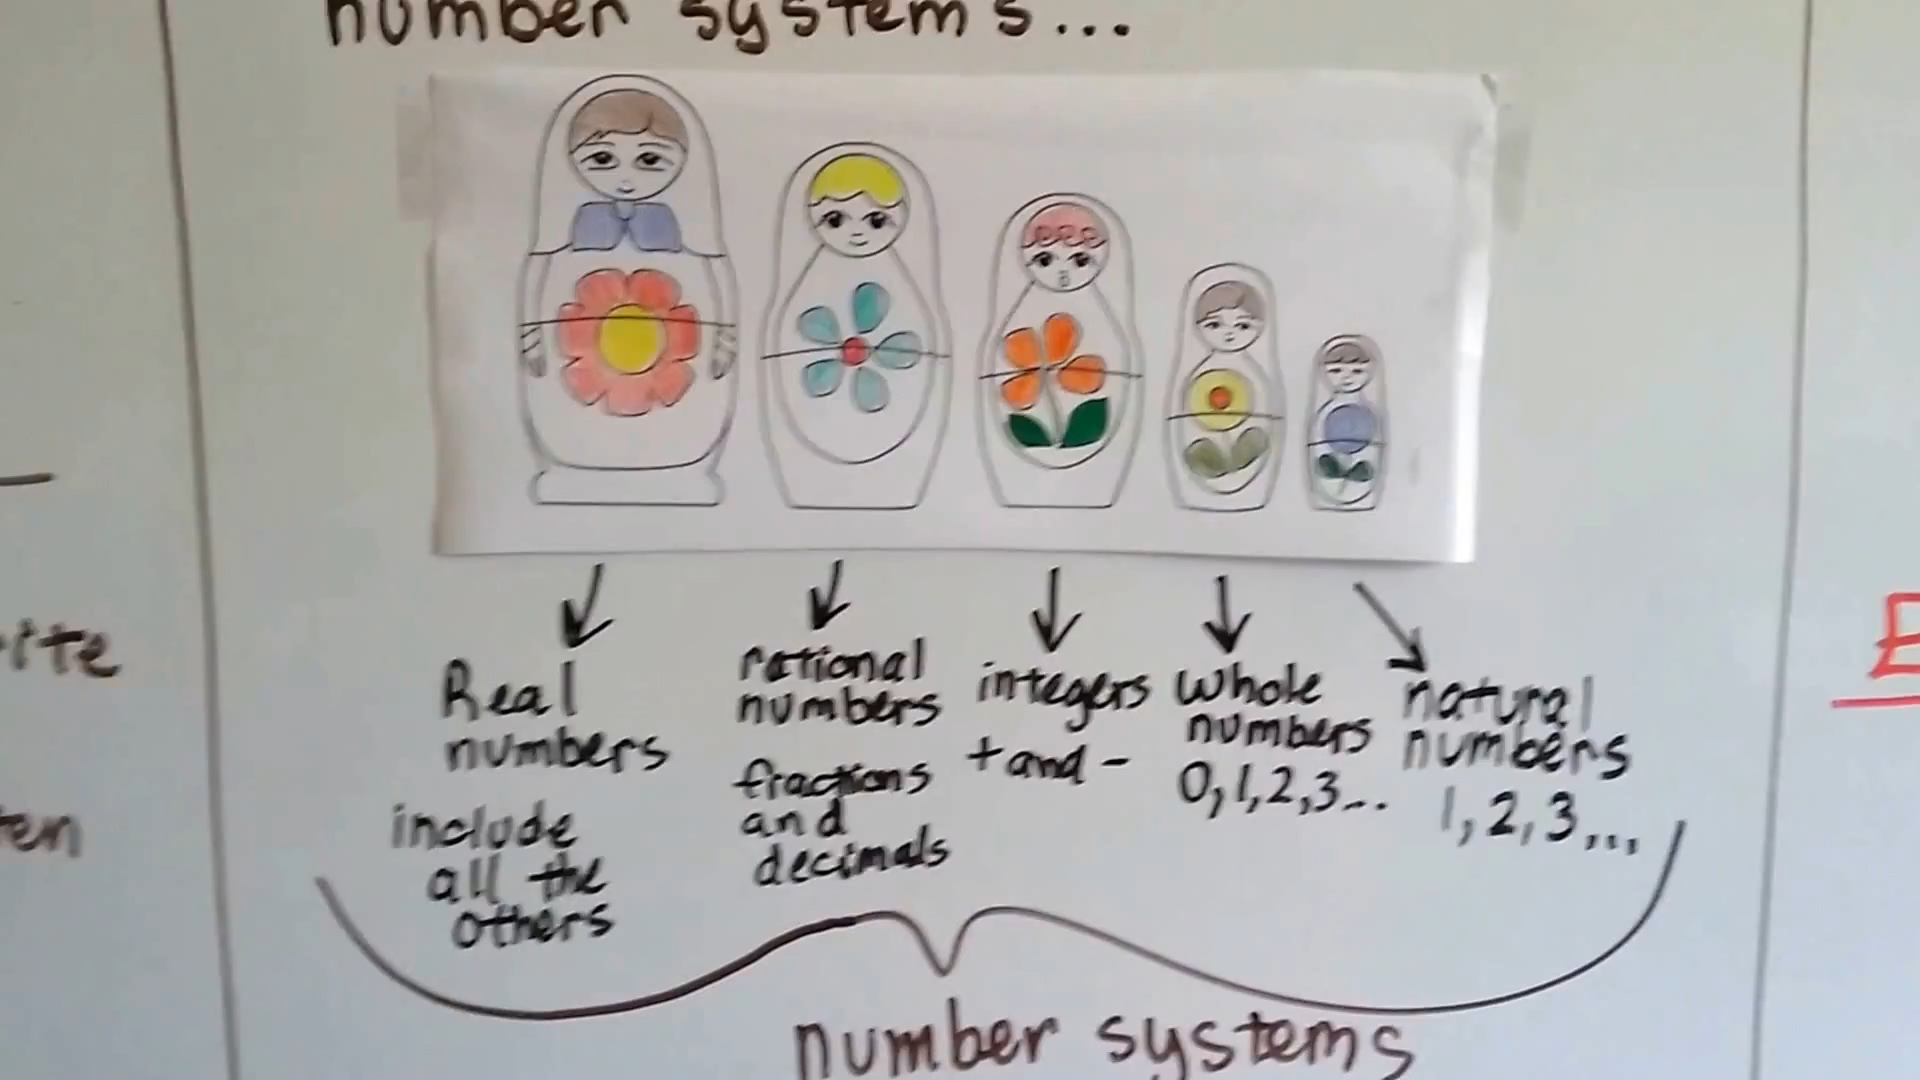 number systems...
Real
numbers
include
all the
others
rational
numbers
fractions
and
decimals
integers
+ and -
whole
numbers
0, 1, 2, 3...
natural
numbers
1, 2, 3, ...
number systems